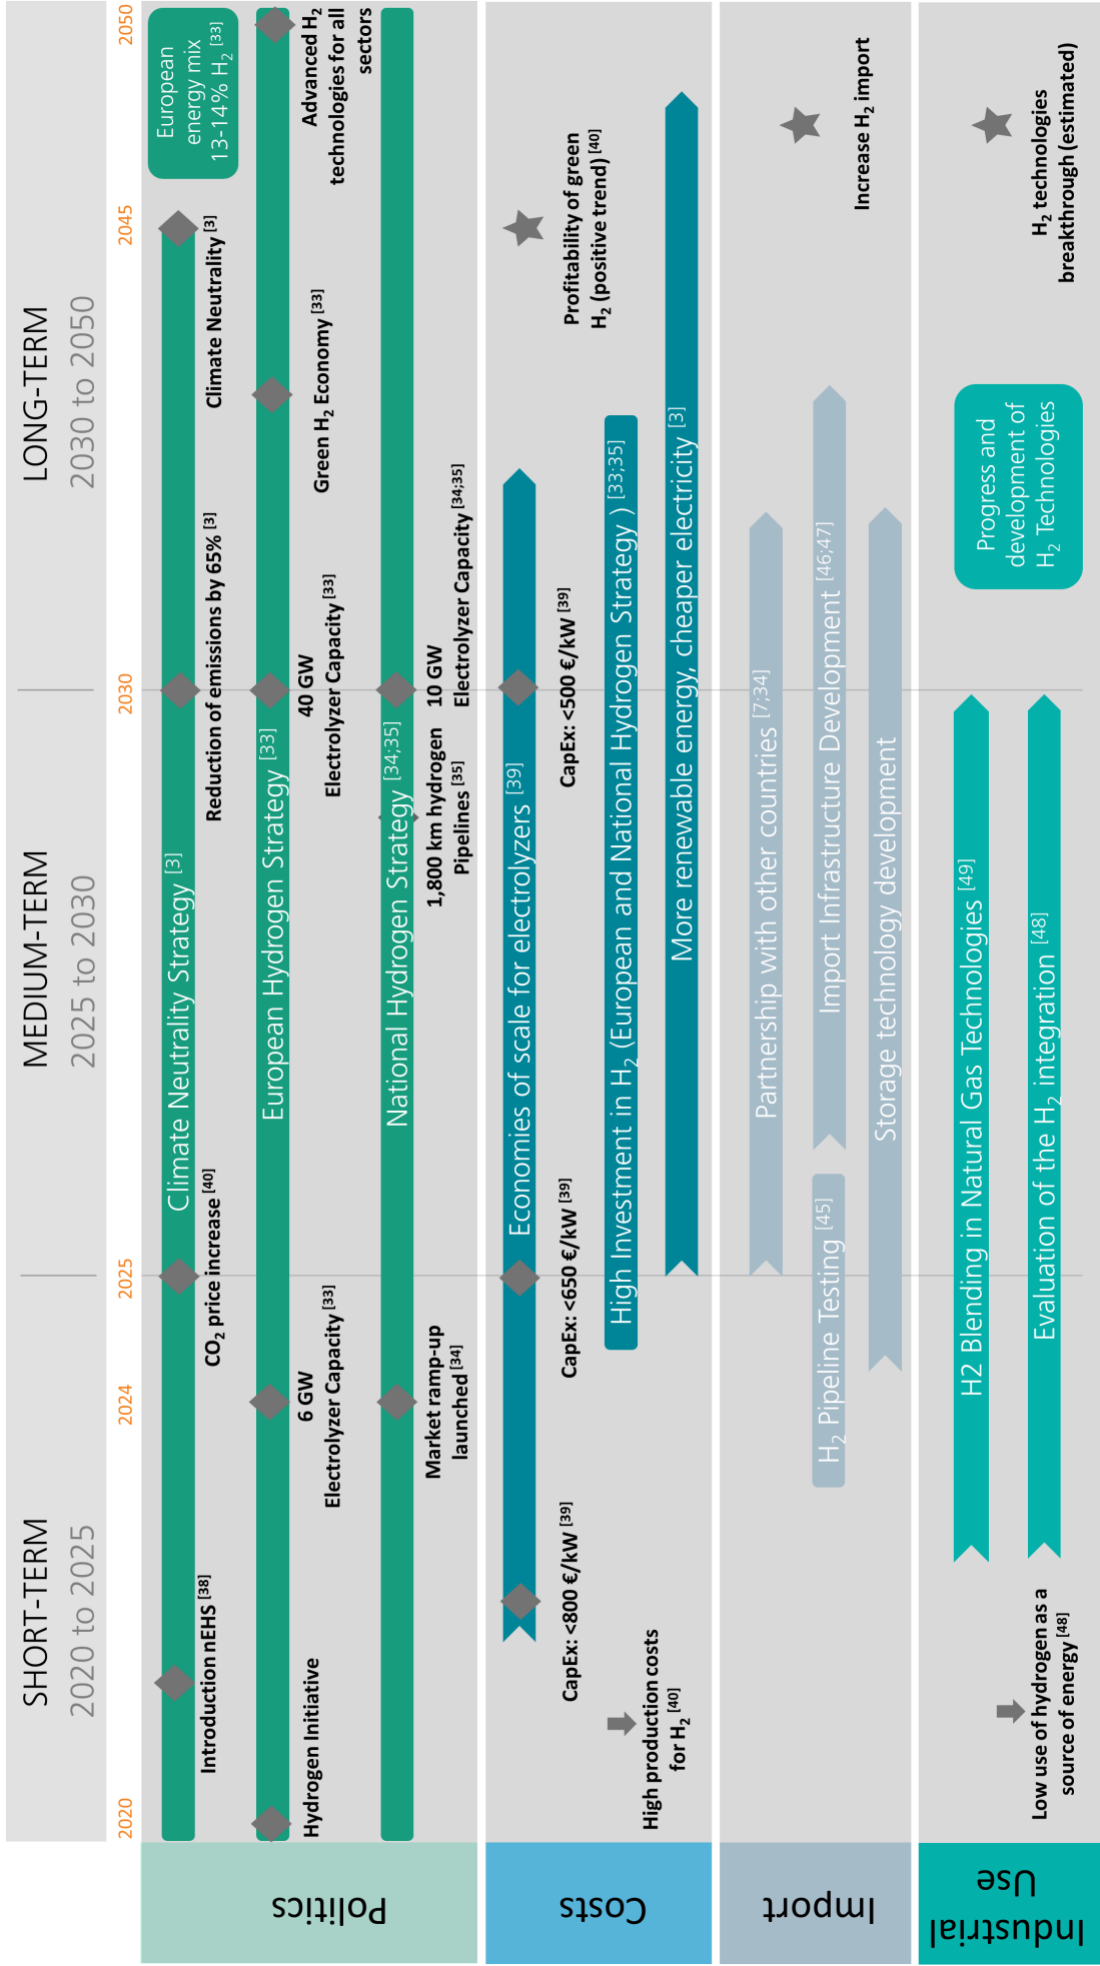 SHORT-TERM
2020 to 2025
MEDIUM-TERM
2025 to 2030
LONG-TERM
2030 to 2050
2020
2024
2025
2030
2045
2050
Politics
Climate Neutrality Strategy [3]
Introduction nEHS [38]
CO2 price increase [40]
Reduction of emissions by 65% [3]
Climate Neutrality [3]
European
energy mix
13-14% H2 [33]
European Hydrogen Strategy [33]
Hydrogen Initiative
6 GW
Electrolyzer Capacity [33]
40 GW
Electrolyzer Capacity [33]
Green H2 Economy [33]
Advanced H2
technologies for all
sectors
National Hydrogen Strategy [34;35]
Market ramp-up
launched [34]
1,800 km hydrogen
Pipelines [35]
10 GW
Electrolyzer Capacity [34;35]
Costs
Economies of scale for electrolyzers [39]
CapEx: <800 €/kW [39]
CapEx: <650 €/kW [39]
CapEx: <500 €/kW [39]
Profitability of green
H2 (positive trend) [40]
High production costs
for H2 [40]
High Investment in H2 (European and National Hydrogen Strategy ) [33;35]
More renewable energy, cheaper electricity [3]
Import
Partnership with other countries [7;34]
H2 Pipeline Testing [45]
Import Infrastructure Development [46;47]
Storage technology development
Increase H2 import
Industrial
Use
H2 Blending in Natural Gas Technologies [49]
Evaluation of the H2 integration [48]
Low use of hydrogen as a
source of energy [48]
Progress and
development of
H2 Technologies
H2 technologies
breakthrough (estimated)